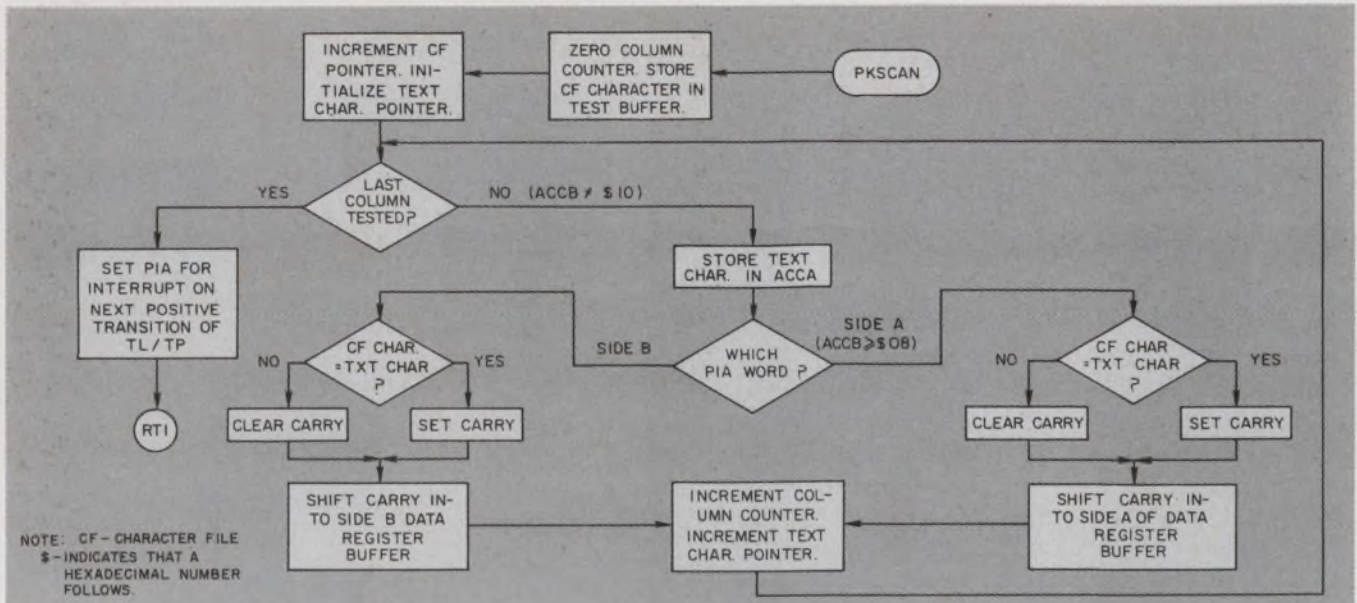 PKSCAN
ZERO COLUMN
COUNTER. STORE
CF CHARACTER IN
TEST BUFFER.
INCREMENT CF
POINTER. INI-
TIALIZE TEXT
CHAR. POINTER.
LAST
COLUMN
TESTED?
YES
NO (ACCB ≠ $10)
SET PIA FOR
INTERRUPT ON
NEXT POSITIVE
TRANSITION OF
TL/TP
RTI
STORE TEXT
CHAR. IN ACCA
WHICH
PIA WORD ?
SIDE B
SIDE A
(ACCB⩾$08)
CF CHAR.
=TXT CHAR
?
NO
YES
CLEAR CARRY
SET CARRY
SHIFT CARRY IN-
TO SIDE B DATA
REGISTER
BUFFER
CF CHAR
=TXT CHAR
?
NO
YES
CLEAR CARRY
SET CARRY
SHIFT CARRY IN-
TO SIDE A OF DATA
REGISTER
BUFFER
INCREMENT COL-
UMN COUNTER.
INCREMENT TEXT
CHAR. POINTER.
NOTE: CF-CHARACTER FILE
$-INDICATES THAT A
HEXADECIMAL NUMBER
FOLLOWS.